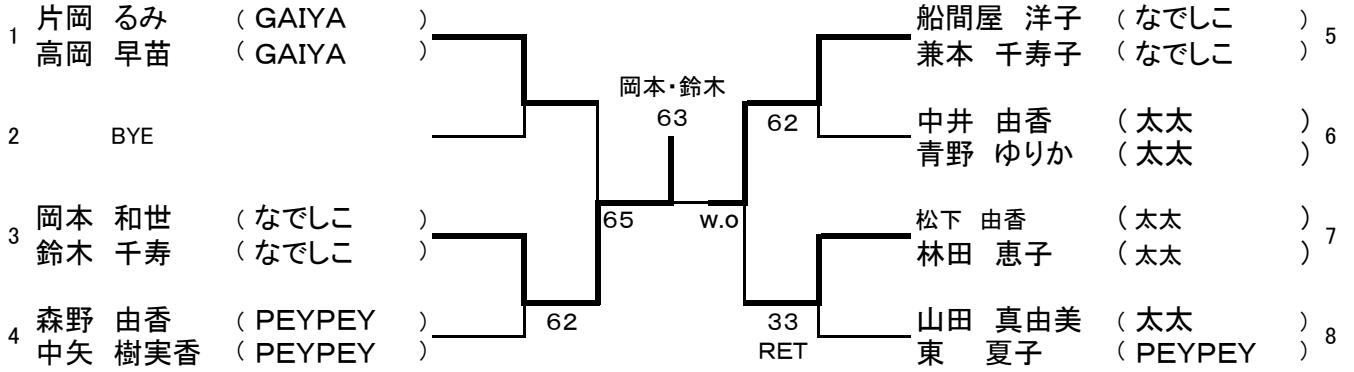 1 片岡 るみ ( GAIYA )
高岡 早苗 ( GAIYA )
2 BYE
3 岡本 和世 ( なでしこ )
鈴木 千寿 ( なでしこ )
4 森野 由香 ( PEYPEY )
中矢 樹実香 ( PEYPEY )
62
65
岡本・鈴木
63
w.o
62
33
RET
船間屋 洋子 ( なでしこ ) 5
兼本 千寿子 ( なでしこ )
中井 由香 ( 太太 ) 6
青野 ゆりか ( 太太 )
松下 由香 ( 太太 ) 7
林田 恵子 ( 太太 )
山田 真由美 ( 太太 ) 8
東 夏子 ( PEYPEY )